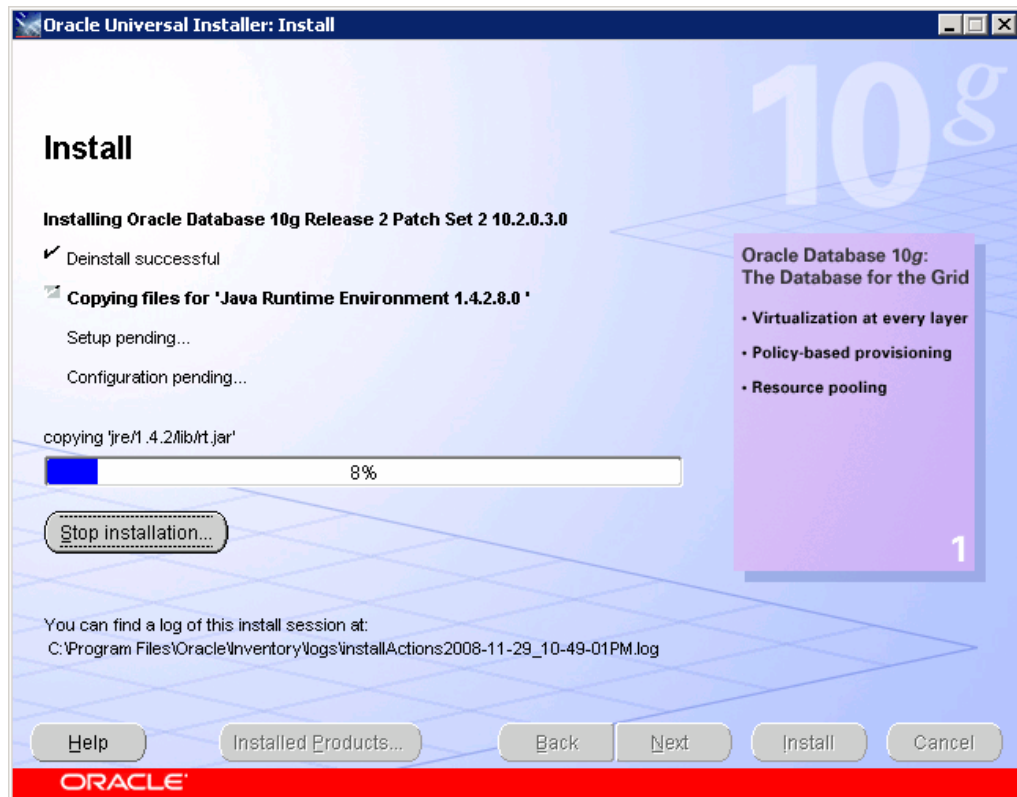 Oracle Universal Installer: Install
10g
Install
Installing Oracle Database 10g Release 2 Patch Set 2 10.2.0.3.0
Deinstall successful
Copying files for 'Java Runtime Environment 1.4.2.8.0 '
Setup pending...
Configuration pending...
copying 'jre/1.4.2/lib/rt.jar'
8%
Stop installation...
Oracle Database 10g:
The Database for the Grid
• Virtualization at every layer
• Policy-based provisioning
• Resource pooling
1
You can find a log of this install session at:
C:\Program Files\Oracle\Inventory\logs\installActions2008-11-29_10-49-01PM.log
Help Installed Products... Back Next Install Cancel
ORACLE